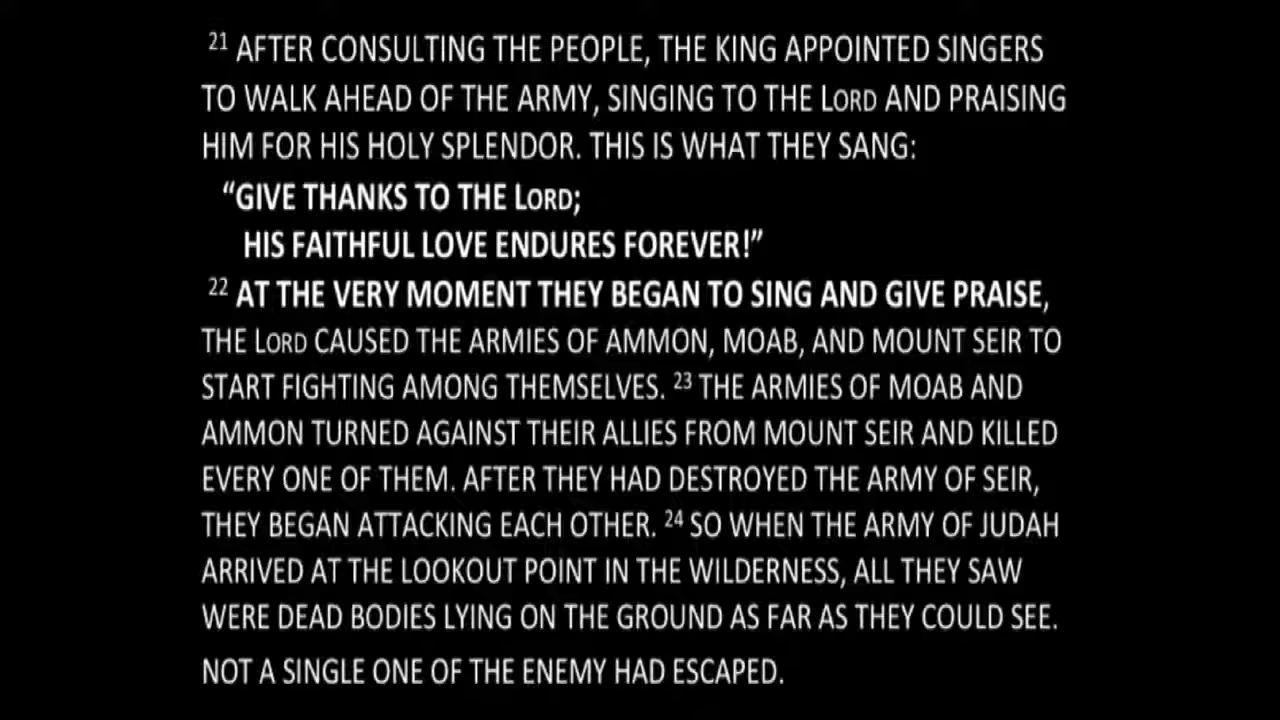 21 AFTER CONSULTING THE PEOPLE, THE KING APPOINTED SINGERS
TO WALK AHEAD OF THE ARMY, SINGING TO THE LORD AND PRAISING
HIM FOR HIS HOLY SPLENDOR. THIS IS WHAT THEY SANG:
“GIVE THANKS TO THE LORD;
HIS FAITHFUL LOVE ENDURES FOREVER!”
22 AT THE VERY MOMENT THEY BEGAN TO SING AND GIVE PRAISE,
THE LORD CAUSED THE ARMIES OF AMMON, MOAB, AND MOUNT SEIR TO
START FIGHTING AMONG THEMSELVES. 23 THE ARMIES OF MOAB AND
AMMON TURNED AGAINST THEIR ALLIES FROM MOUNT SEIR AND KILLED
EVERY ONE OF THEM. AFTER THEY HAD DESTROYED THE ARMY OF SEIR,
THEY BEGAN ATTACKING EACH OTHER. 24 SO WHEN THE ARMY OF JUDAH
ARRIVED AT THE LOOKOUT POINT IN THE WILDERNESS, ALL THEY SAW
WERE DEAD BODIES LYING ON THE GROUND AS FAR AS THEY COULD SEE.
NOT A SINGLE ONE OF THE ENEMY HAD ESCAPED.